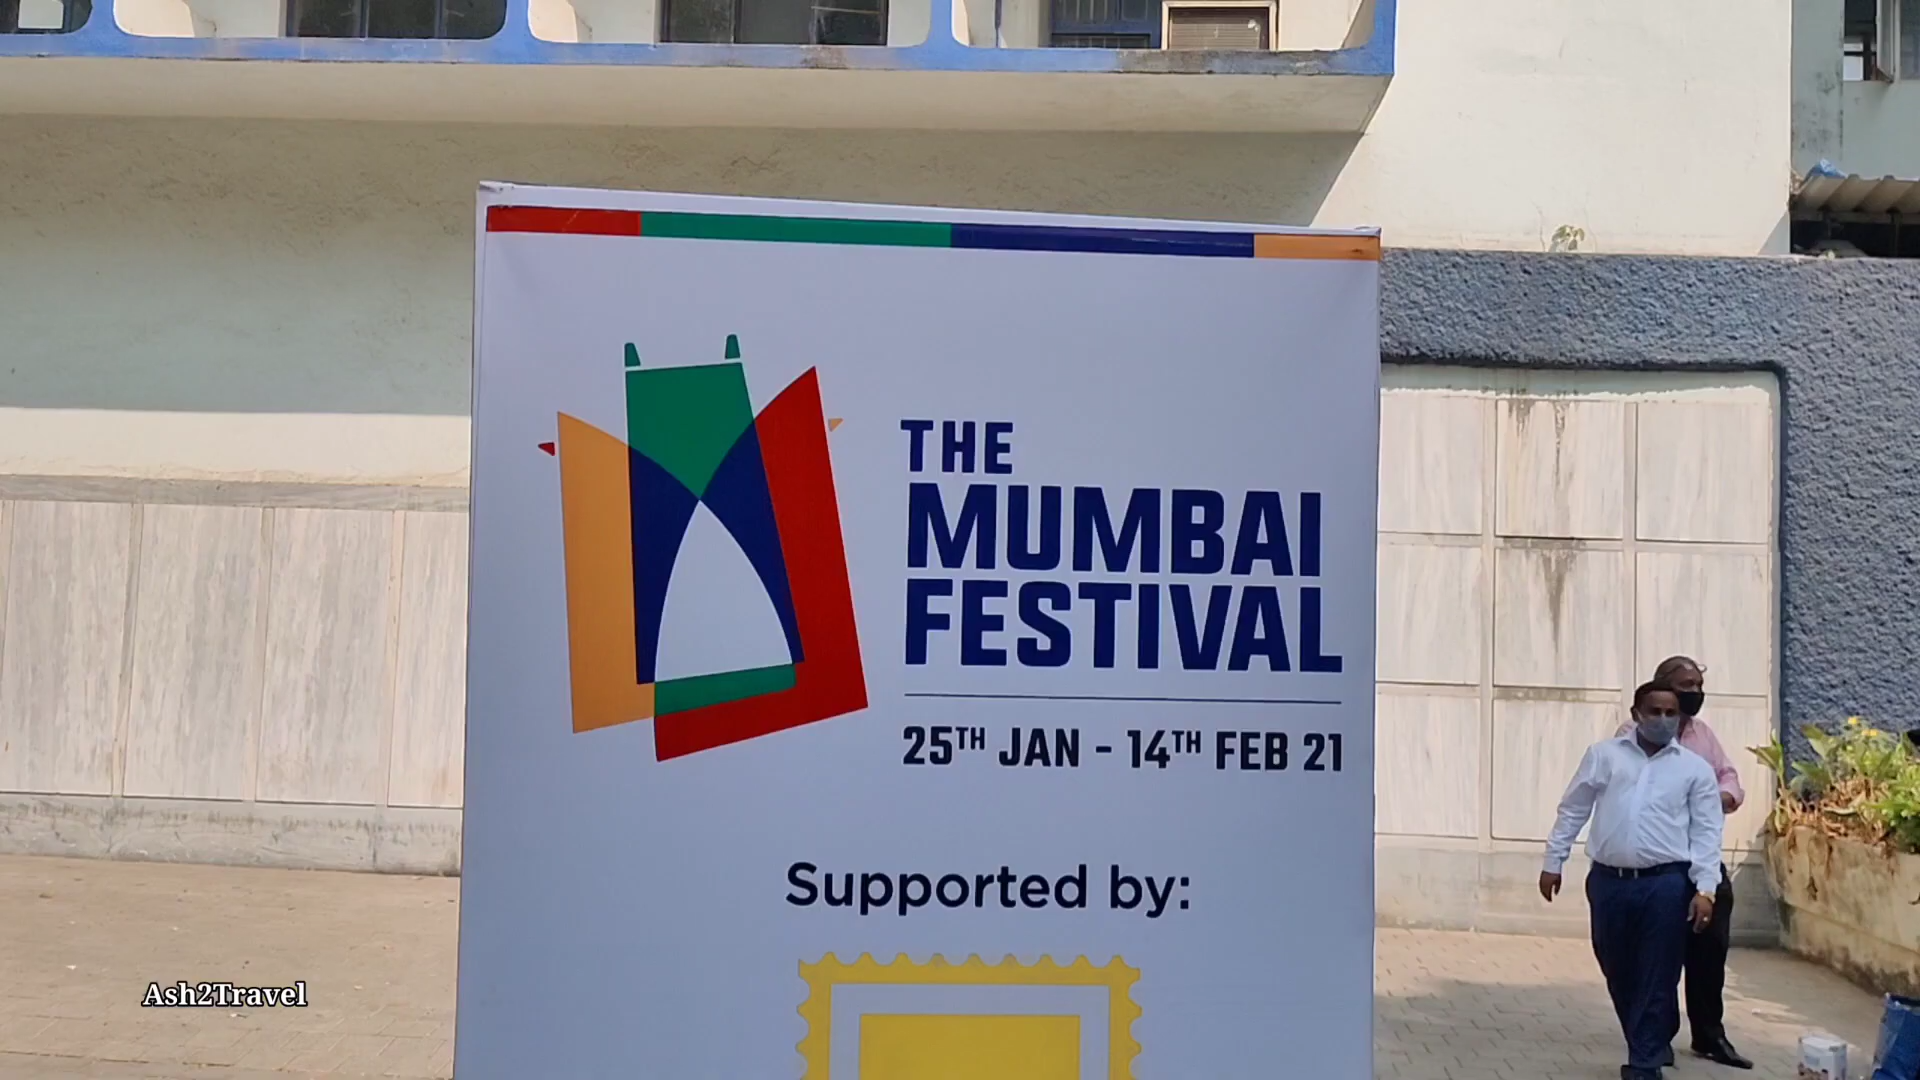 THE
MUMBAI
FESTIVAL
25TH JAN - 14TH FEB 21
Supported by:
Ash2Travel